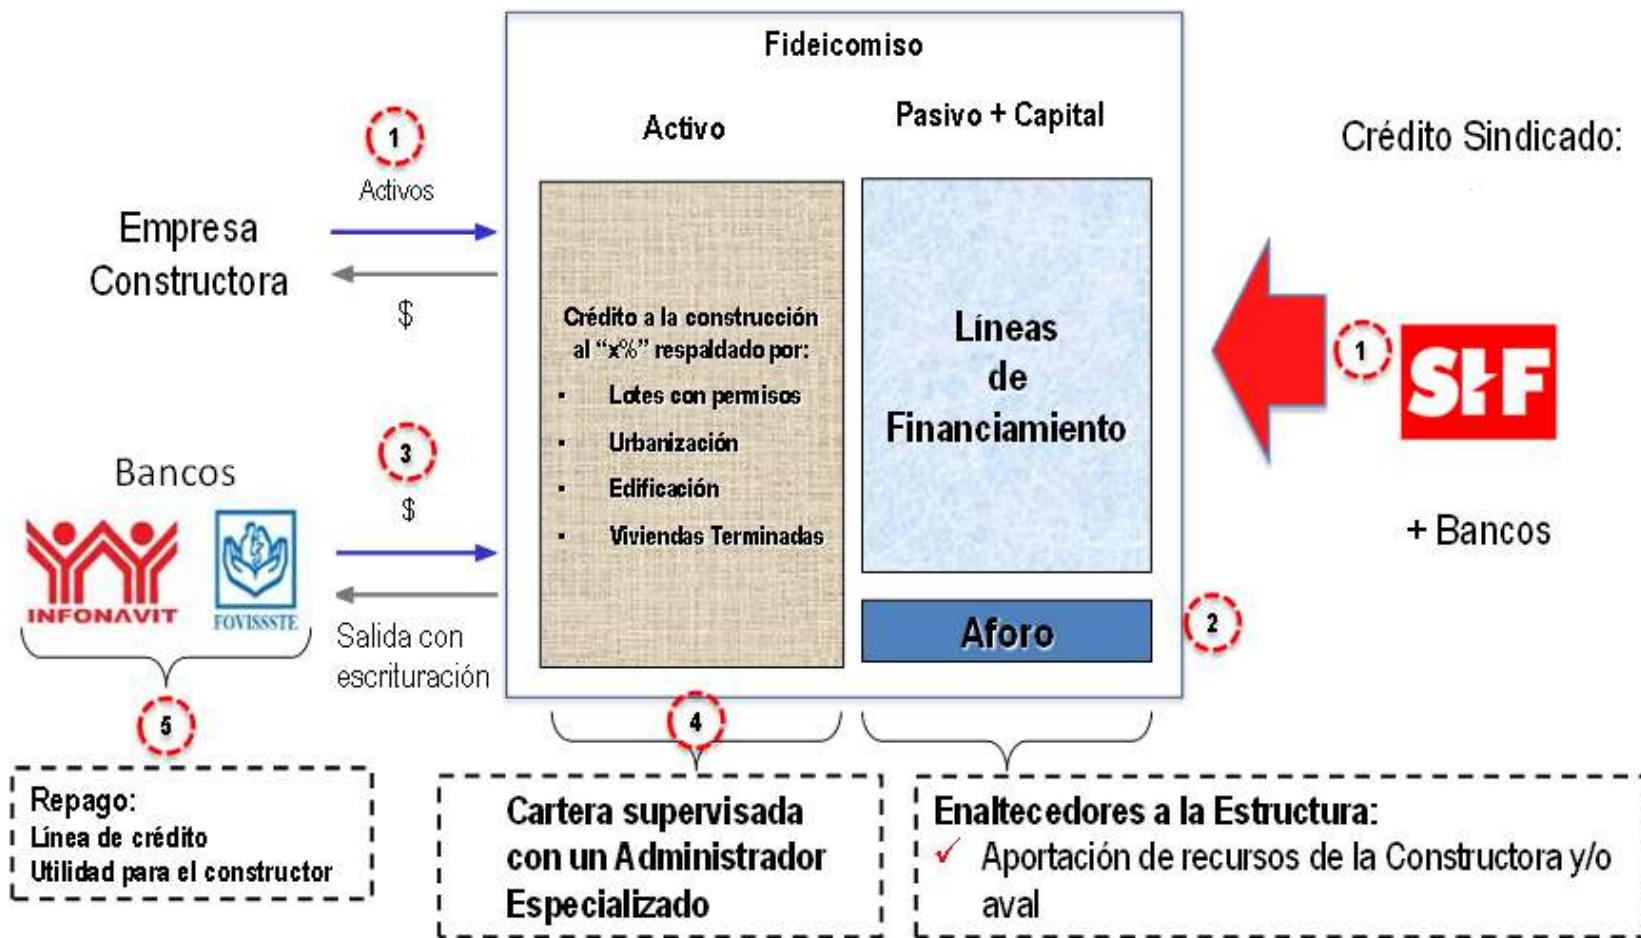 Fideicomiso
Activo
Pasivo + Capital
Crédito Sindicado:
1
Activos
Empresa
Constructora
$
Crédito a la construcción
al “x%” respaldado por:
▪ Lotes con permisos
▪ Urbanización
▪ Edificación
▪ Viviendas Terminadas
Líneas
de
Financiamiento
1
SHF
+ Bancos
Aforo
2
3
$
Bancos
INFONAVIT
FOVISSSTE
Salida con
escrituración
5
4
Repago:
Línea de crédito
Utilidad para el constructor
Cartera supervisada
con un Administrador
Especializado
Enaltecedores a la Estructura:
✓ Aportación de recursos de la Constructora y/o
aval